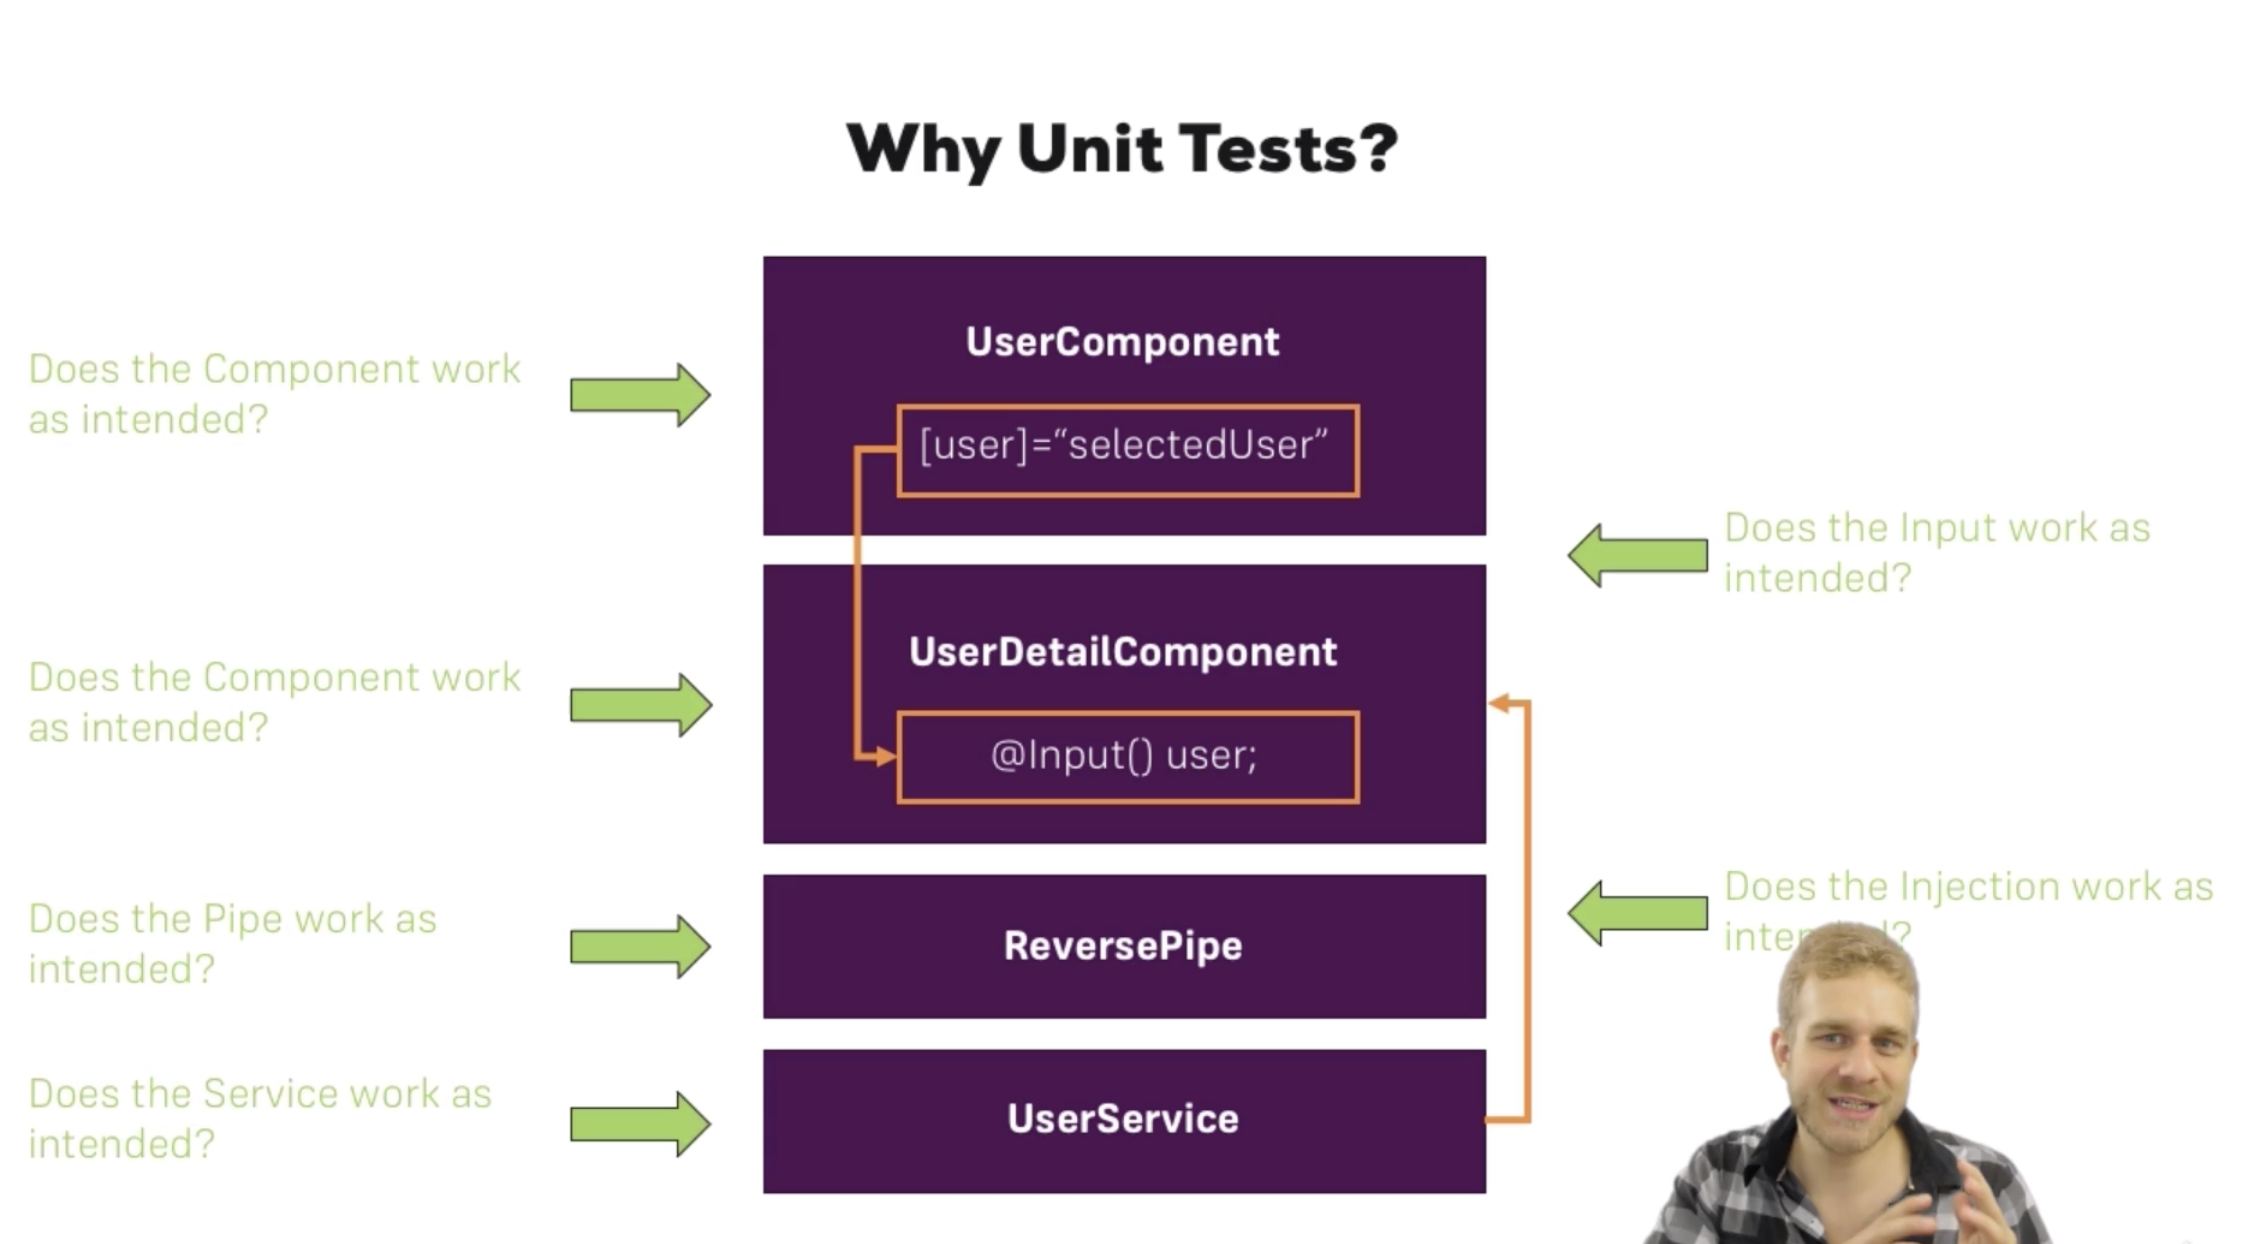 Why Unit Tests?
UserComponent
[user]=“selectedUser”
Does the Component work
as intended?
Does the Input work as
intended?
UserDetailComponent
@Input() user;
Does the Component work
as intended?
ReversePipe
Does the Pipe work as
intended?
Does the Injection work as
UserService
Does the Service work as
intended?